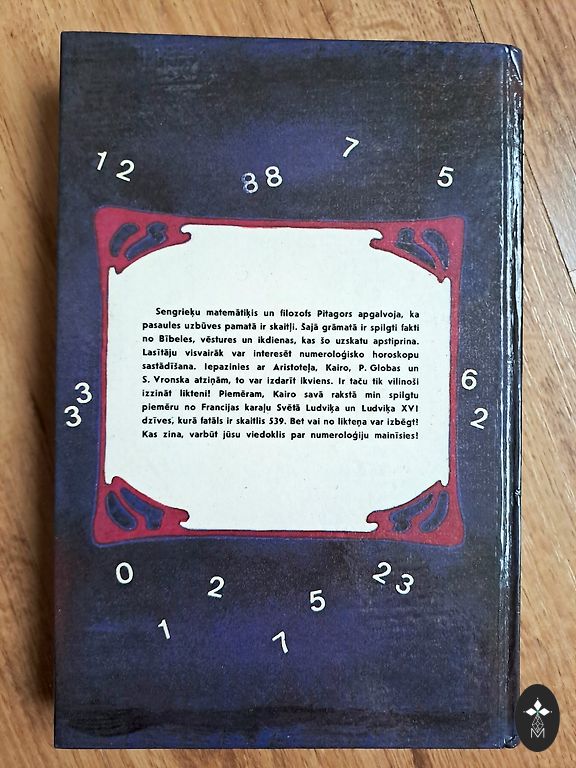 12
88
7
5
Sengrieķu matemātiķis un filozofs Pitagors apgalvoja, ka
pasaules uzbūves pamatā ir skaitļi. Šajā grāmatā ir spilgti fakti
no Bībeles, vēstures un ikdienas, kas šo uzskatu apstiprina.
Lasītāju visvairāk var interesēt numeroloģisko horoskopu
sastādīšana. Iepazinies ar Aristoteļa, Kairo, P. Globas un
S. Vronska atziņām, to var izdarīt ikviens. Ir taču tik vilinoši
izzināt likteni! Piemēram, Kairo savā rakstā min spilgtu
piemēru no Francijas karaļu Svētā Ludviķa un Ludviķa XVI
dzīves, kurā fatāls ir skaitlis 539. Bet vai no likteņa var izbēgt?
Kas zina, varbūt jūsu viedoklis par numeroloģiju mainīsies!
33
3
6
2
0
2
5
23
1
7
M